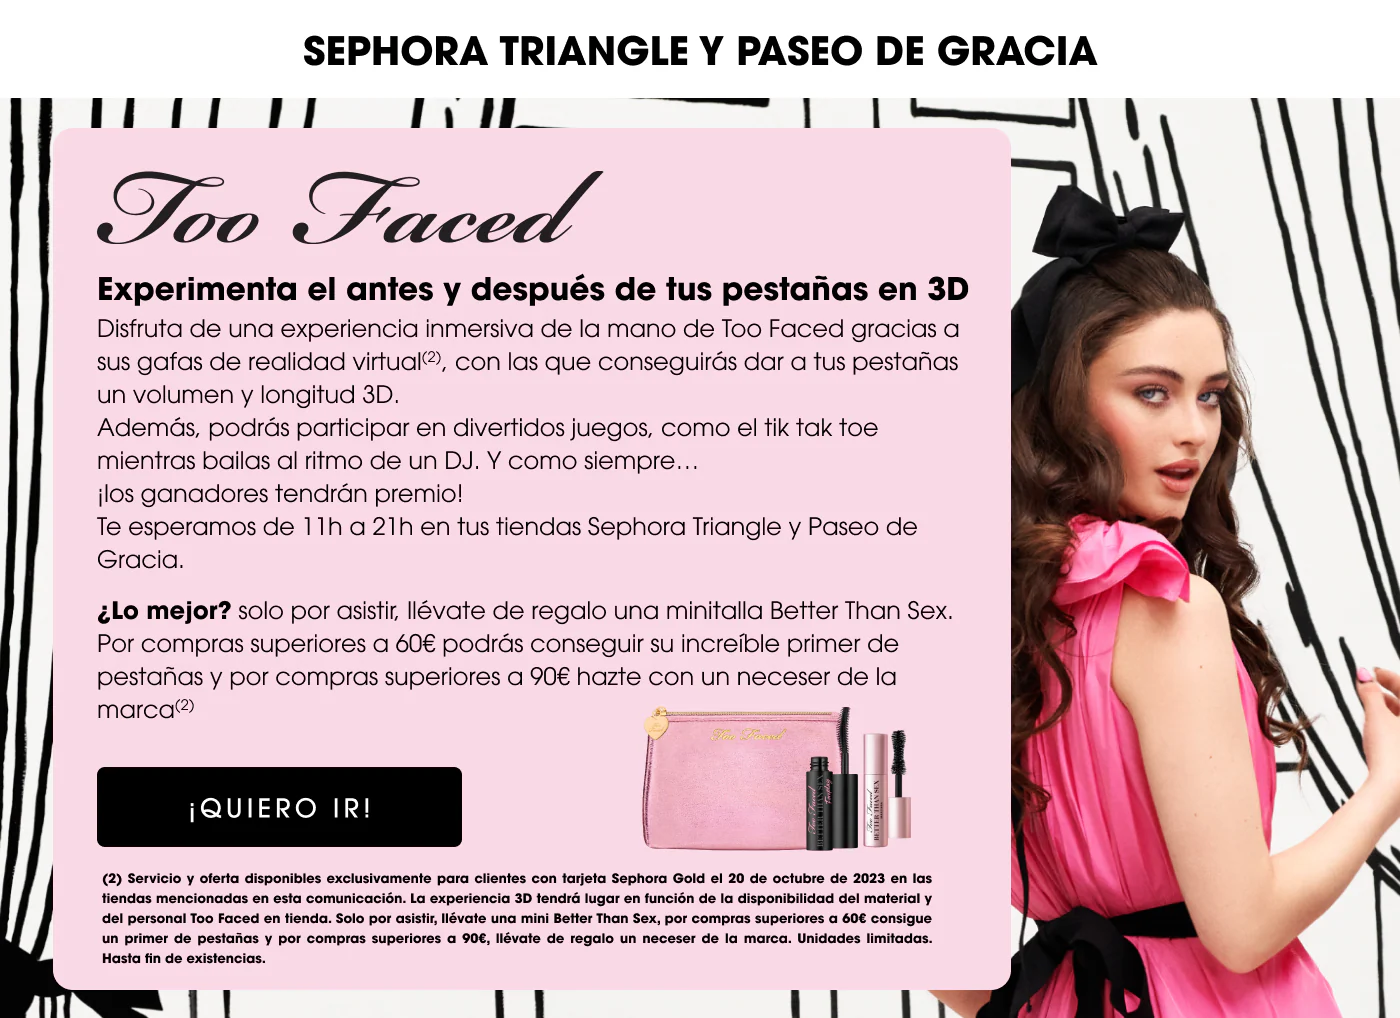 SEPHORA TRIANGLE Y PASEO DE GRACIA
Too Faced
Experimenta el antes y después de tus pestañas en 3D
Disfruta de una experiencia inmersiva de la mano de Too Faced gracias a
sus gafas de realidad virtual(2), con las que conseguirás dar a tus pestañas
un volumen y longitud 3D.
Además, podrás participar en divertidos juegos, como el tik tak toe
mientras bailas al ritmo de un DJ. Y como siempre...
¡los ganadores tendrán premio!
Te esperamos de 11h a 21h en tus tiendas Sephora Triangle y Paseo de
Gracia.
¿Lo mejor? solo por asistir, llévate de regalo una minitalla Better Than Sex.
Por compras superiores a 60€ podrás conseguir su increíble primer de
pestañas y por compras superiores a 90€ hazte con un neceser de la
marca(2)
Too Faced
Too Faced
BETTER THAN SEX
Foreplay
Too Faced
BETTER THAN SEX
¡QUIERO IR!
(2) Servicio y oferta disponibles exclusivamente para clientes con tarjeta Sephora Gold el 20 de octubre de 2023 en las
tiendas mencionadas en esta comunicación. La experiencia 3D tendrá lugar en función de la disponibilidad del material y
del personal Too Faced en tienda. Solo por asistir, llévate una mini Better Than Sex, por compras superiores a 60€ consigue
un primer de pestañas y por compras superiores a 90€, llévate de regalo un neceser de la marca. Unidades limitadas.
Hasta fin de existencias.